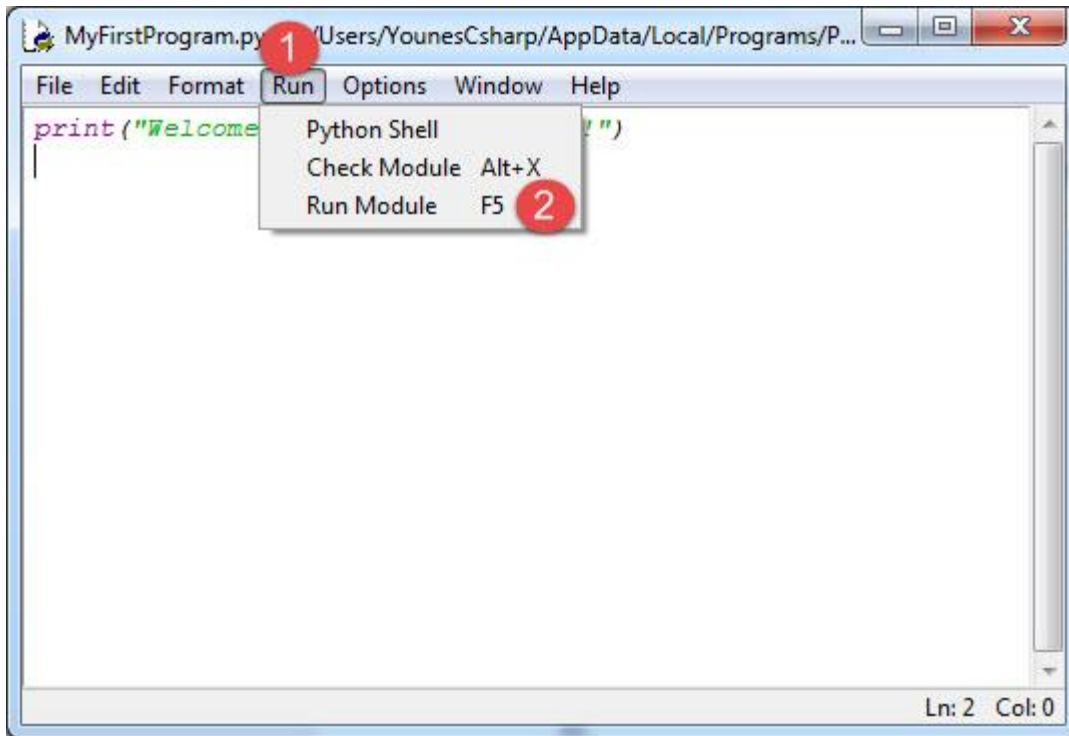 MyFirstProgram.py /Users/YounesCsharp/AppData/Local/Programs/P...
1
File Edit Format Run Options Window Help
print("Welcome !")
Python Shell
Check Module Alt+X
Run Module F5 2
Ln: 2 Col: 0